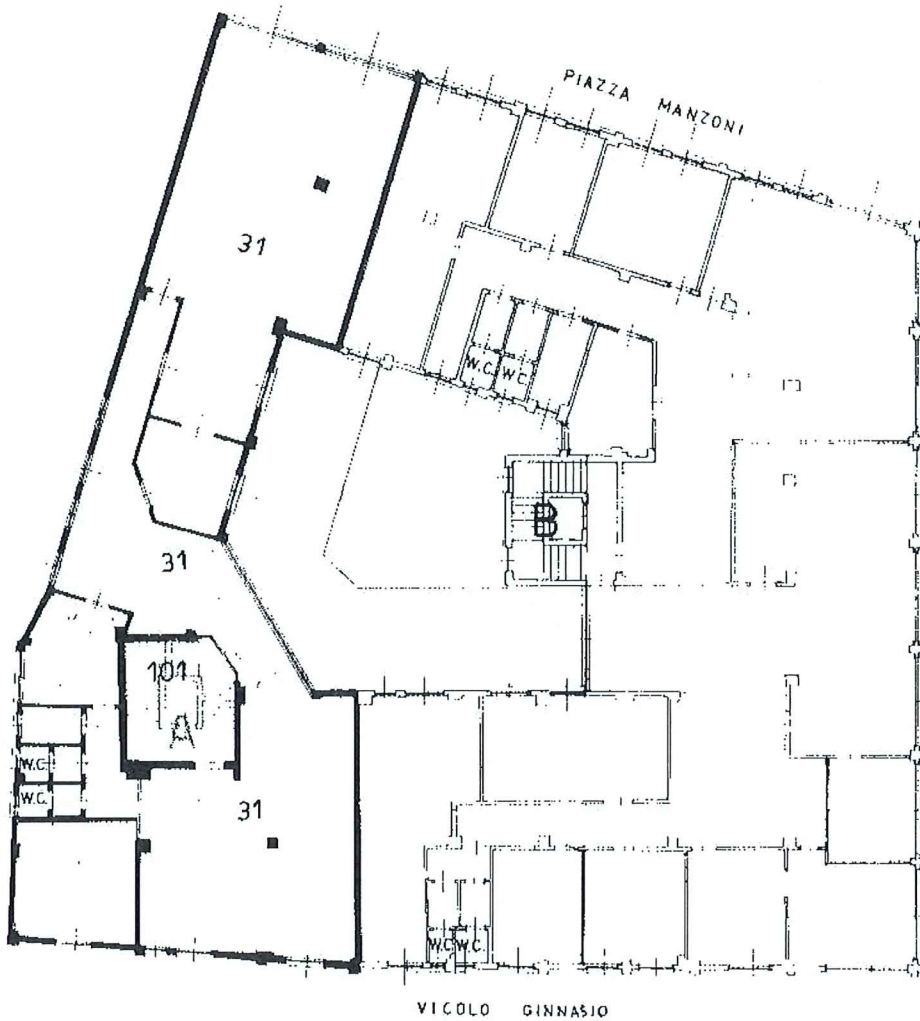 PIAZZA MANZONI
31
W.C. W.C.
B
31
101
A
W.C.
W.C.
31
W.C. W.C.
VICOLO GINNASIO